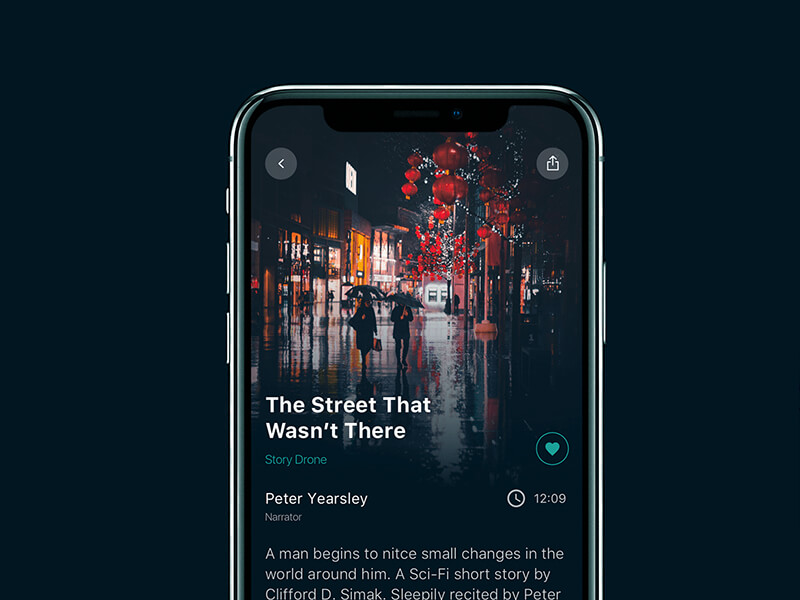 The Street That
Wasn't There
Story Drone
Peter Yearsley
12:09
Narrator
A man begins to nitce small changes in the
world around him. A Sci-Fi short story by
Clifford D. Simak. Sleepily recited by Peter